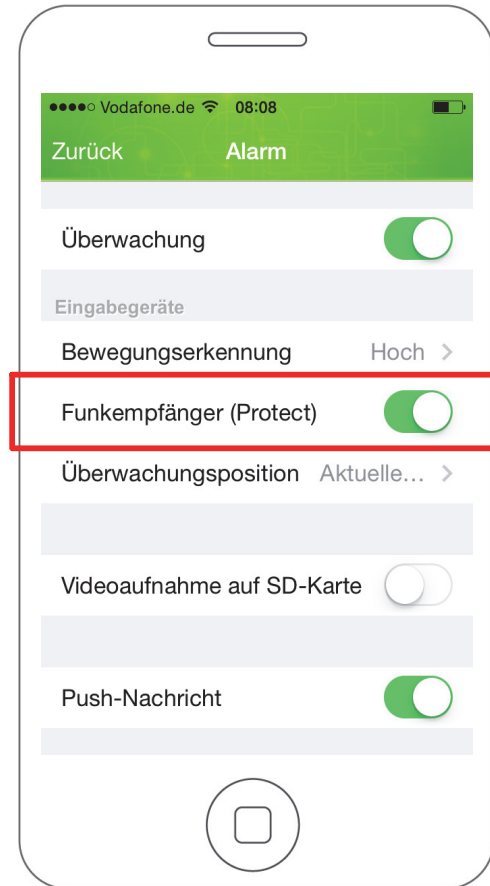 ●●●●○ Vodafone.de 08:08
Zurück Alarm
Überwachung
Eingabegeräte
Bewegungserkennung Hoch >
Funkempfänger (Protect)
Überwachungsposition Aktuelle... >
Videoaufnahme auf SD-Karte
Push-Nachricht